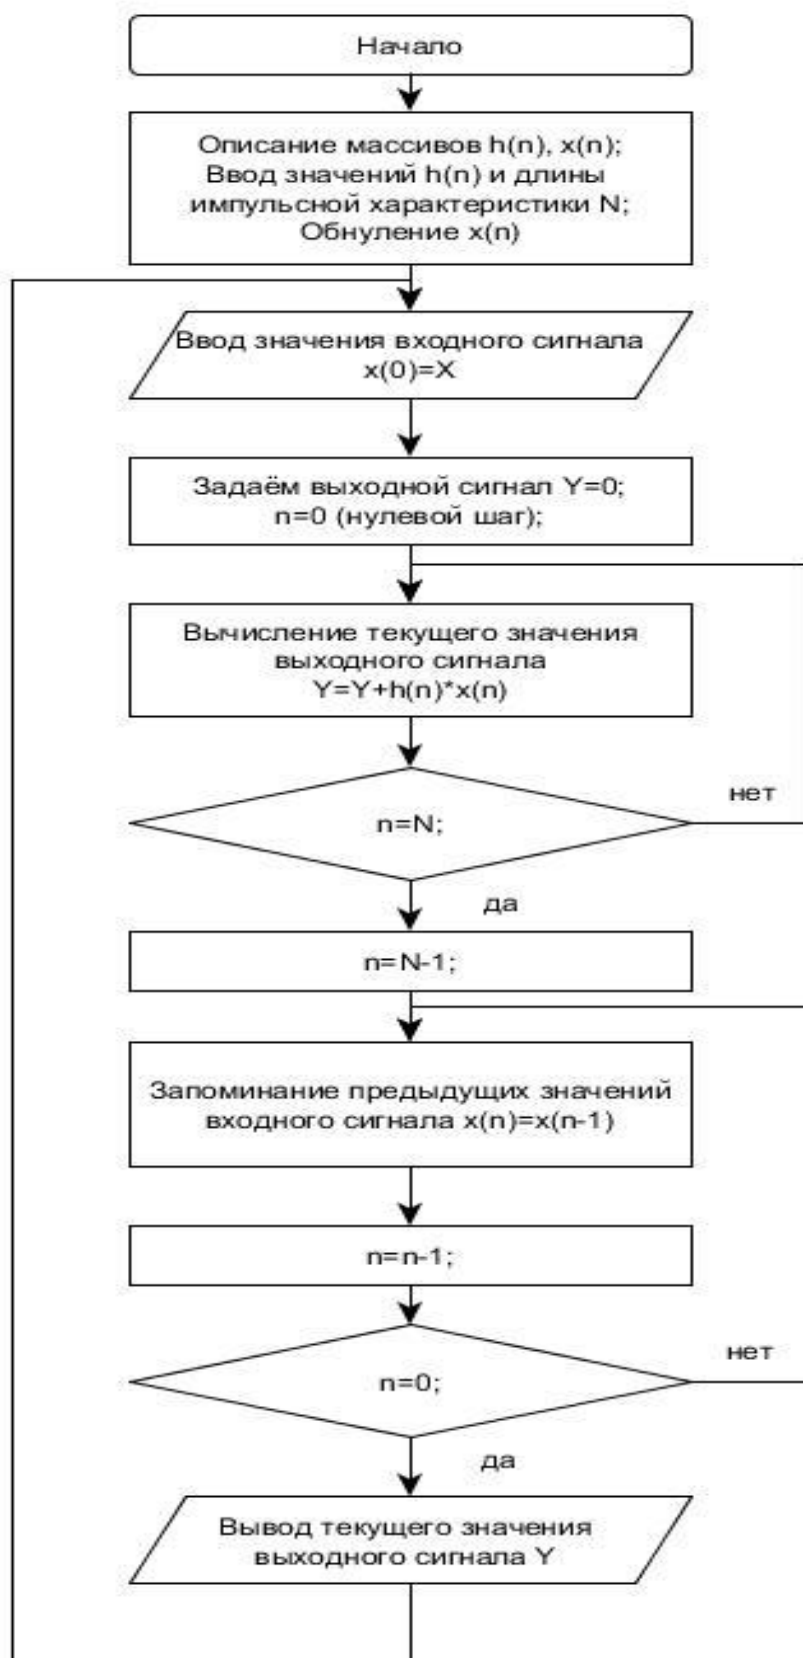 Начало
Описание массивов h(n), x(n);
Ввод значений h(n) и длины
импульсной характеристики N;
Обнуление x(n)
Ввод значения входного сигнала
x(0)=X
Задаём выходной сигнал Y=0;
n=0 (нулевой шаг);
Вычисление текущего значения
выходного сигнала
Y=Y+h(n)*x(n)
n=N;
нет
да
n=N-1;
Запоминание предыдущих значений
входного сигнала x(n)=x(n-1)
n=n-1;
n=0;
нет
да
Вывод текущего значения
выходного сигнала Y